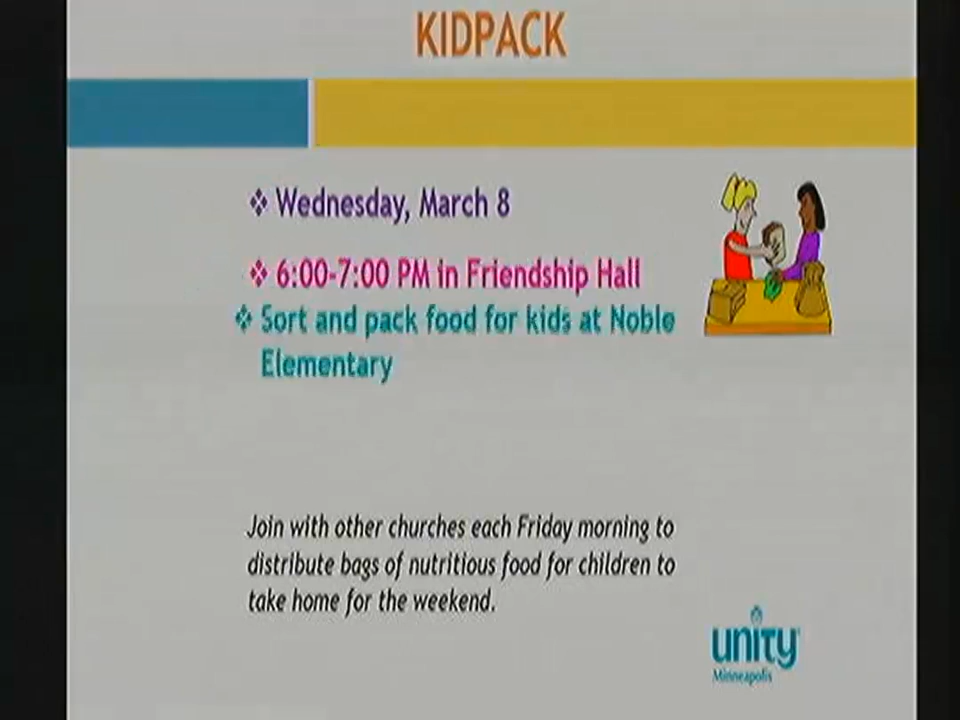 KIDPACK
❖ Wednesday, March 8
❖ 6:00-7:00 PM in Friendship Hall
❖ Sort and pack food for kids at Noble
Elementary
Join with other churches each Friday morning to
distribute bags of nutritious food for children to
take home for the weekend.
unity
Minneapolis